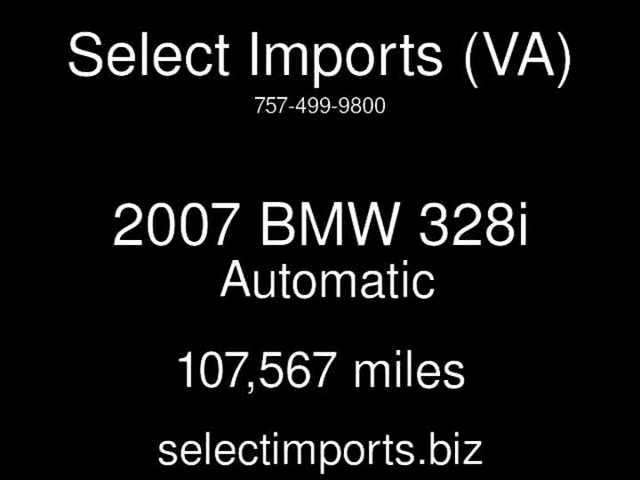 Select Imports (VA)
757-499-9800
2007 BMW 328i
Automatic
107,567 miles
selectimports.biz